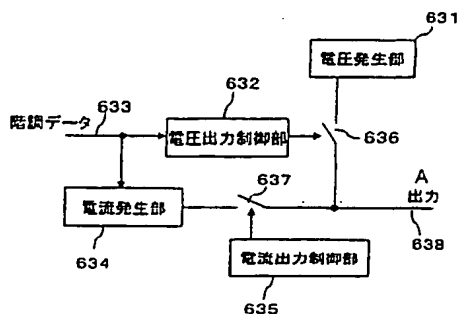 631
電圧発生部
632
階調データ
633
電圧出力制御部
636
637
A
出力
電流発生部
634
638
電流出力制御部
635